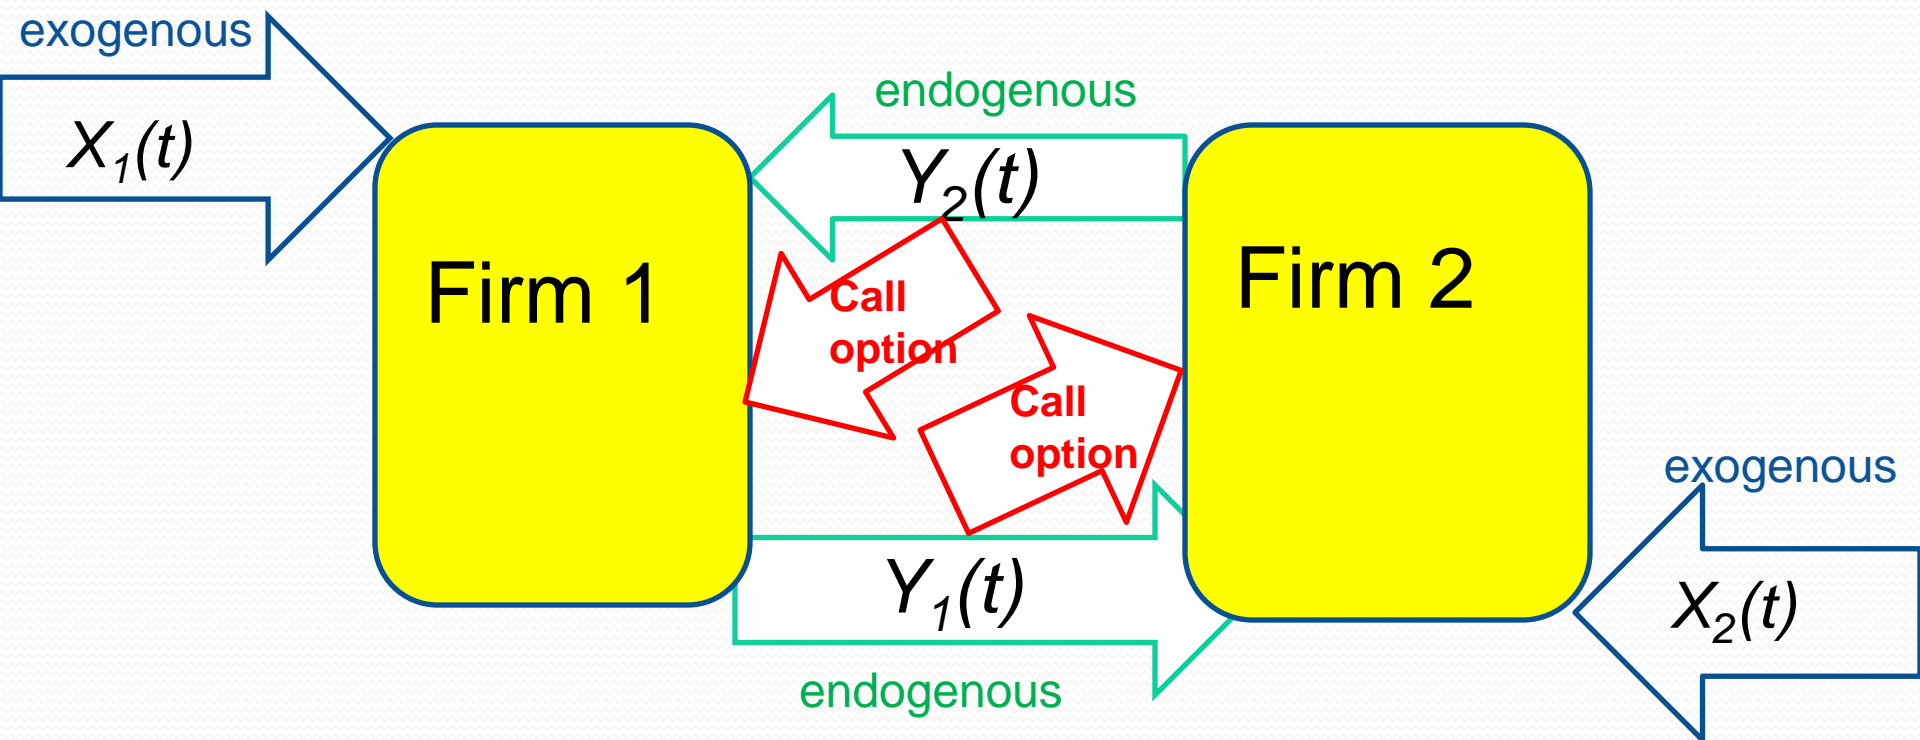 exogenous
X₁(t)
endogenous
Y₂(t)
Firm 1
Firm 2
Call
option
Call
option
exogenous
Y₁(t)
X₂(t)
endogenous